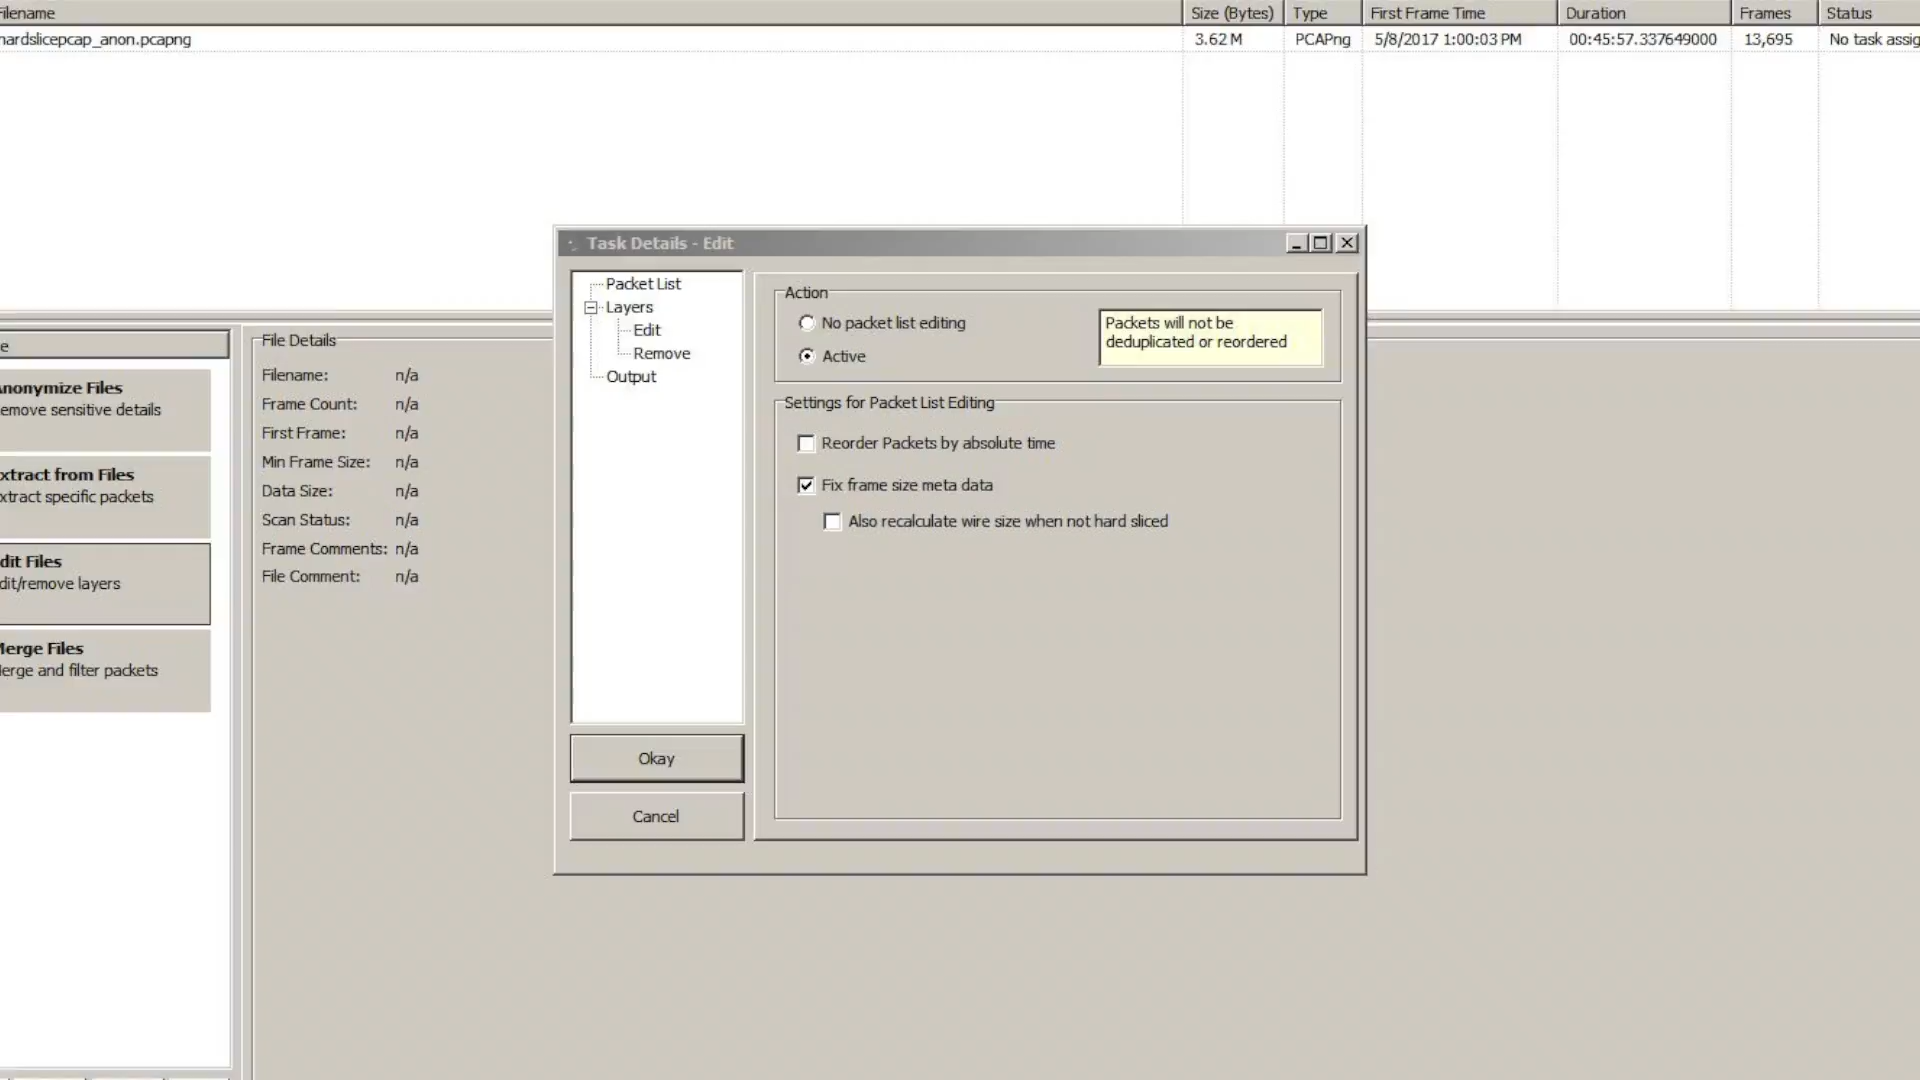 Filename Size (Bytes) Type First Frame Time Duration Frames Status
hardslicepcap_anon.pcapng 3.62 M PCAPng 5/8/2017 1:00:03 PM 00:45:57.337649000 13,695 No task assig
Task Details - Edit
Packet List
Layers
Edit
Remove
Output
Okay
Cancel
Action
No packet list editing
Active
Packets will not be
deduplicated or reordered
Settings for Packet List Editing
Reorder Packets by absolute time
Fix frame size meta data
Also recalculate wire size when not hard sliced
e
Anonymize Files
emove sensitive details
xtract from Files
xtract specific packets
dit Files
dit/remove layers
Merge Files
erge and filter packets
File Details
Filename: n/a
Frame Count: n/a
First Frame: n/a
Min Frame Size: n/a
Data Size: n/a
Scan Status: n/a
Frame Comments: n/a
File Comment: n/a